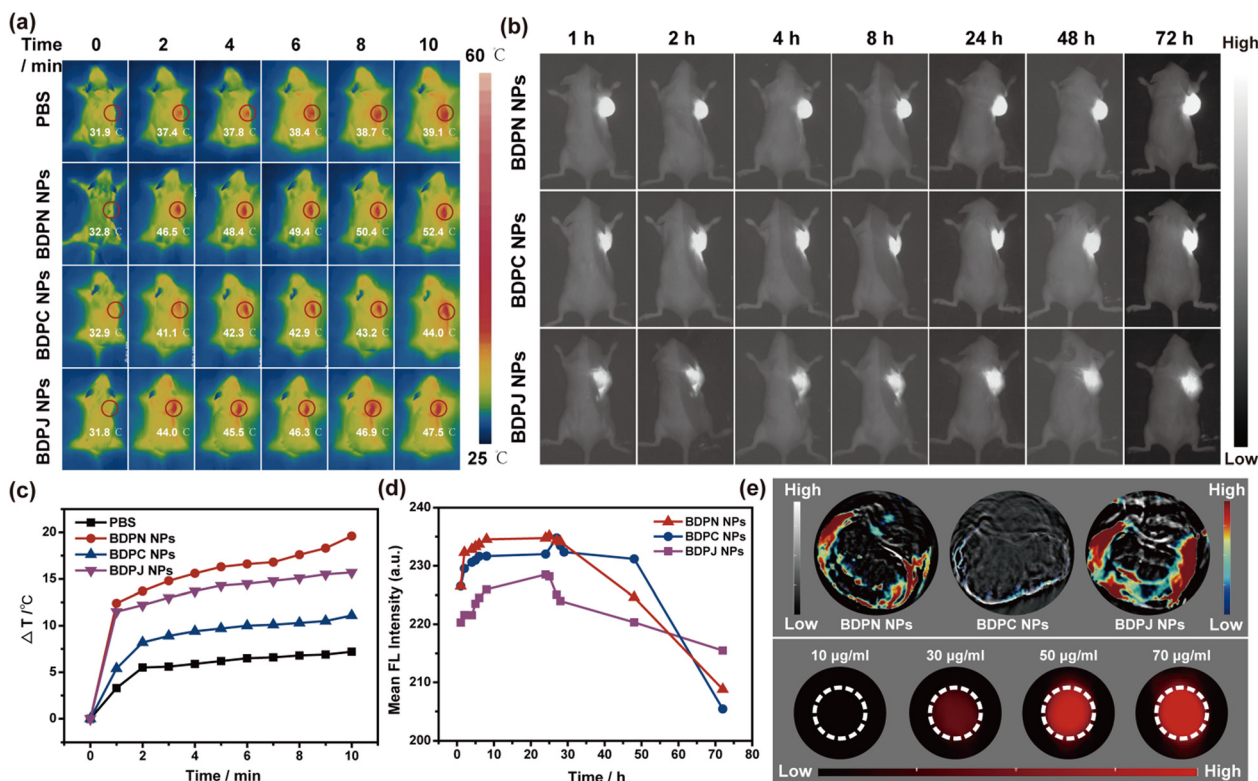 (a)
Time / min
0 2 4 6 8 10
60 ℃
PBS
31.9 ℃ 37.4 ℃ 37.8 ℃ 38.4 ℃ 38.7 ℃ 39.1 ℃
BDPN NPs
32.8 ℃ 46.5 ℃ 48.4 ℃ 49.4 ℃ 50.4 ℃ 52.4 ℃
BDPC NPs
32.9 ℃ 41.1 ℃ 42.3 ℃ 42.9 ℃ 43.2 ℃ 44.0 ℃
BDPJ NPs
31.8 ℃ 44.0 ℃ 45.5 ℃ 46.3 ℃ 46.9 ℃ 47.5 ℃
25 ℃
(b)
1 h 2 h 4 h 8 h 24 h 48 h 72 h
High
BDPN NPs
BDPC NPs
BDPJ NPs
Low
(c)
PBS
BDPN NPs
BDPC NPs
BDPJ NPs
△ T /℃
20
15
10
5
0
0 2 4 6 8 10
Time / min
(d)
BDPN NPs
BDPC NPs
BDPJ NPs
Mean FL Intensity (a.u.)
240
230
220
210
200
0 10 20 30 40 50 60 70 80
Time / h
(e)
High High
Low Low
BDPN NPs BDPC NPs BDPJ NPs
10 μg/ml 30 μg/ml 50 μg/ml 70 μg/ml
Low High